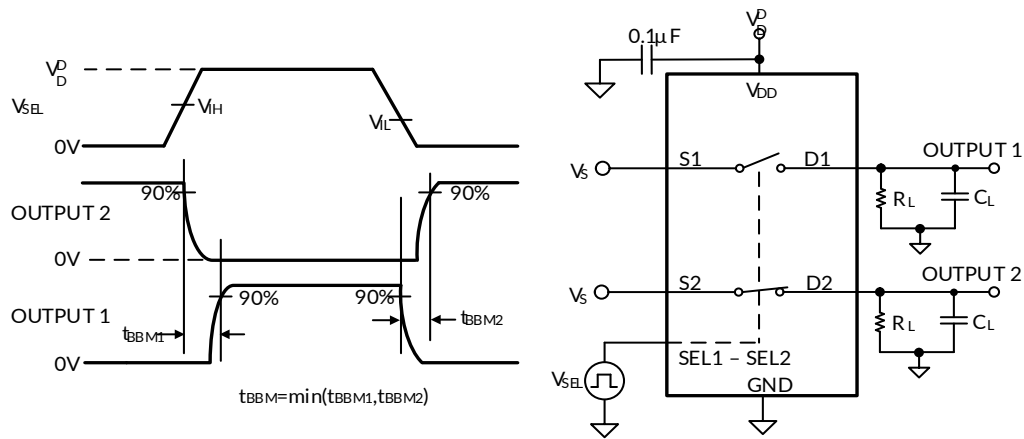 VDD
VSEL
VIH
VIL
0V
90%
90%
OUTPUT 2
0V
90%
90%
OUTPUT 1
tBBM1
tBBM2
0V
tBBM=min(tBBM1,tBBM2)
VDD
0.1µF
VDD
VS
S1
D1
OUTPUT 1
RL
CL
VS
S2
D2
OUTPUT 2
RL
CL
SEL1 – SEL2
VSEL
GND